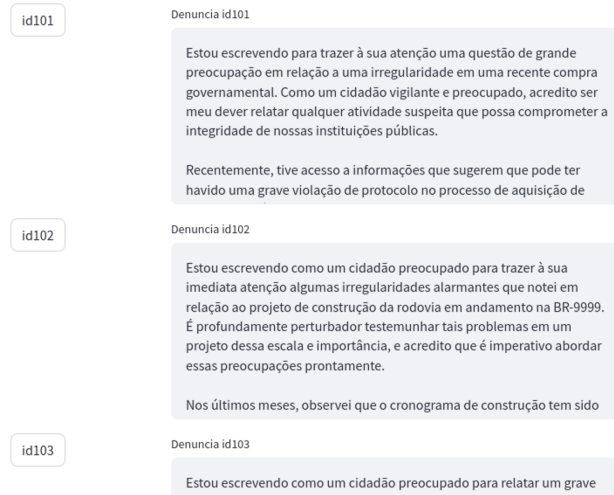 id101
Denuncia id101
Estou escrevendo para trazer à sua atenção uma questão de grande
preocupação em relação a uma irregularidade em uma recente compra
governamental. Como um cidadão vigilante e preocupado, acredito ser
meu dever relatar qualquer atividade suspeita que possa comprometer a
integridade de nossas instituições públicas.
Recentemente, tive acesso a informações que sugerem que pode ter
havido uma grave violação de protocolo no processo de aquisição de
id102
Denuncia id102
Estou escrevendo como um cidadão preocupado para trazer à sua
imediata atenção algumas irregularidades alarmantes que notei em
relação ao projeto de construção da rodovia em andamento na BR-9999.
É profundamente perturbador testemunhar tais problemas em um
projeto dessa escala e importância, e acredito que é imperativo abordar
essas preocupações prontamente.
Nos últimos meses, observei que o cronograma de construção tem sido
id103
Denuncia id103
Estou escrevendo como um cidadão preocupado para relatar um grave